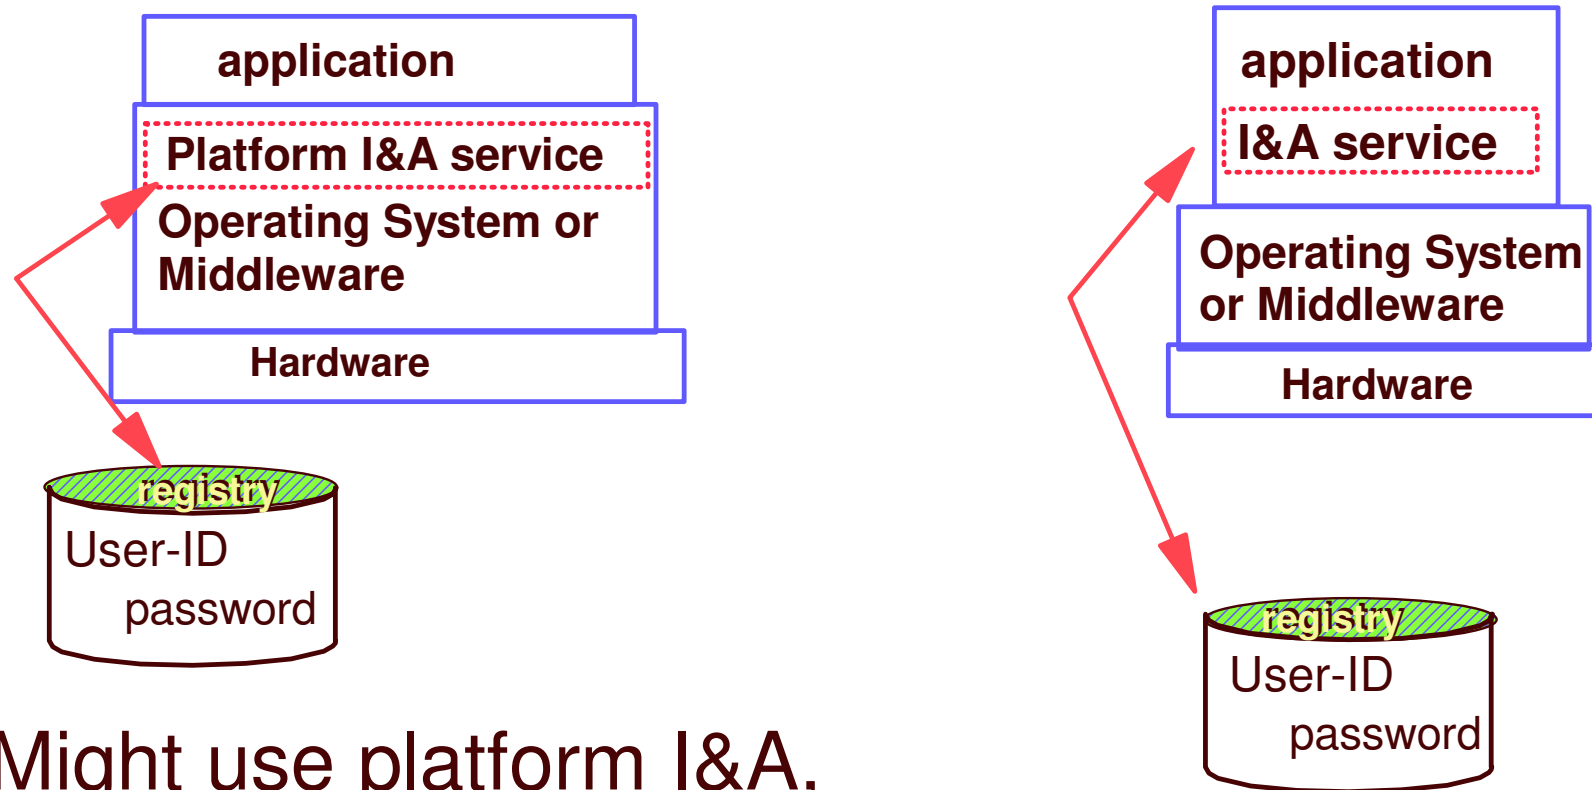 application
Platform I&A service
Operating System or
Middleware
Hardware
registry
User-ID
password
Might use platform I&A,
application
I&A service
Operating System
or Middleware
Hardware
registry
User-ID
password